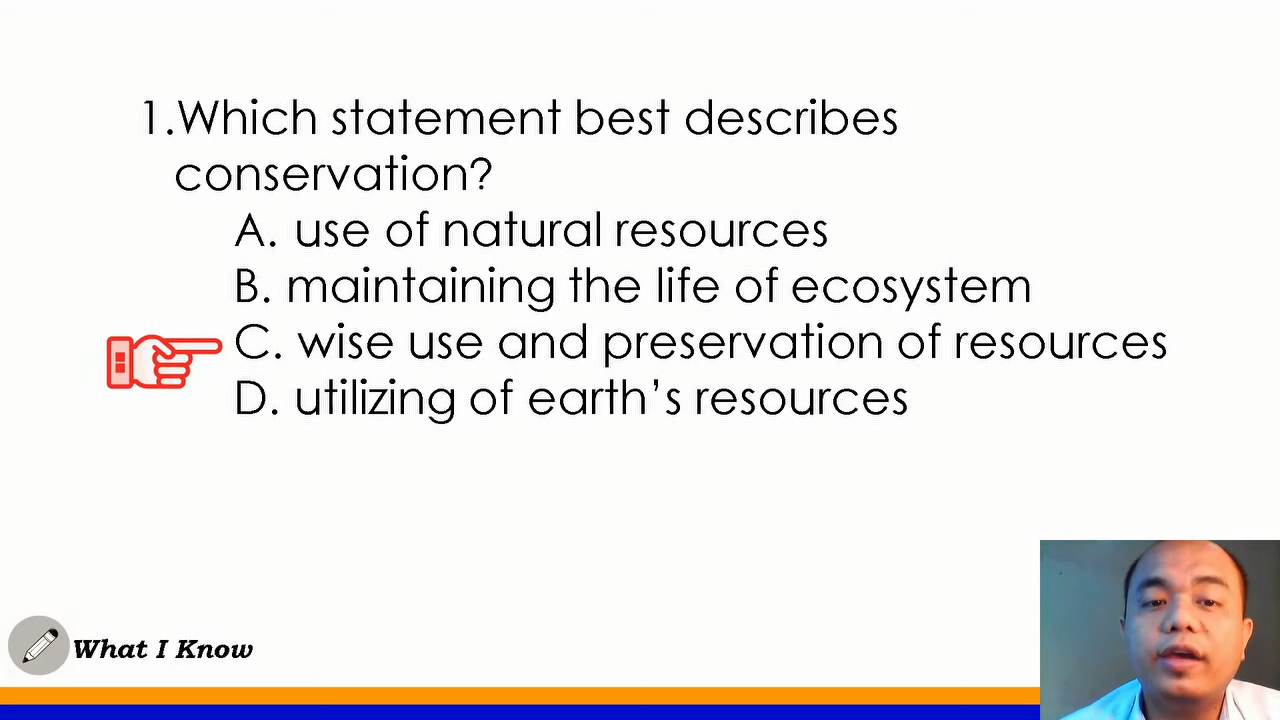 1.Which statement best describes
conservation?
A. use of natural resources
B. maintaining the life of ecosystem
C. wise use and preservation of resources
D. utilizing of earth’s resources
What I Know